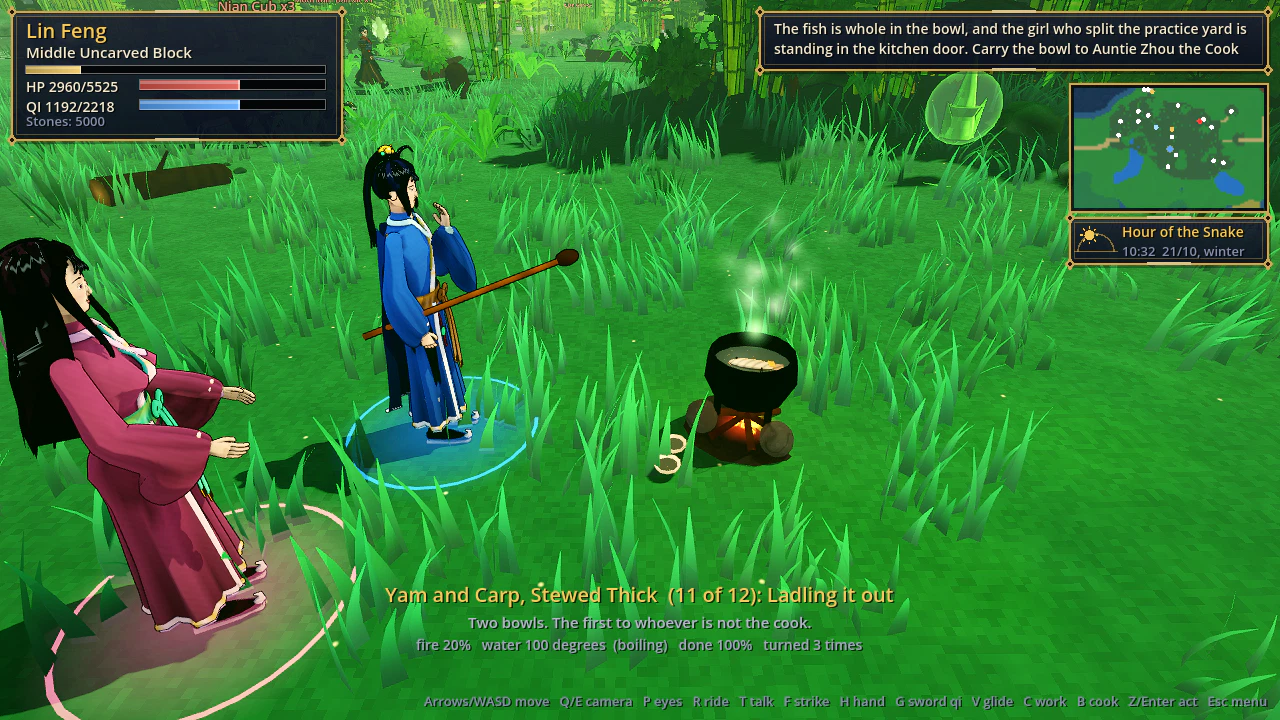 Nian Cub x3
Lin Feng
Middle Uncarved Block
HP 2960/5525
QI 1192/2218
Stones: 5000
The fish is whole in the bowl, and the girl who split the practice yard is
standing in the kitchen door. Carry the bowl to Auntie Zhou the Cook
Hour of the Snake
10:32 21/10, winter
Yam and Carp, Stewed Thick (11 of 12): Ladling it out
Two bowls. The first to whoever is not the cook.
fire 20% water 100 degrees (boiling) done 100% turned 3 times
Arrows/WASD move Q/E camera P eyes R ride T talk F strike H hand G sword qi V glide C work B cook Z/Enter act Esc menu